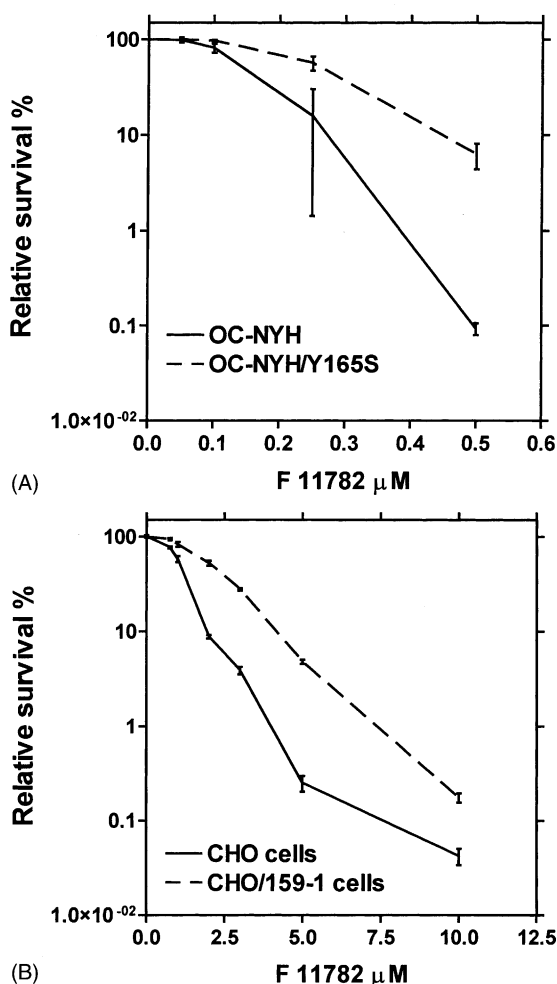 100
10
1
0.1
1.0×10⁻⁰²
Relative survival %
OC-NYH
OC-NYH/Y165S
0.0 0.1 0.2 0.3 0.4 0.5 0.6
F 11782 μM
(A)
100
10
1
0.1
1.0×10⁻⁰²
Relative survival %
CHO cells
CHO/159-1 cells
0.0 2.5 5.0 7.5 10.0 12.5
F 11782 μM
(B)